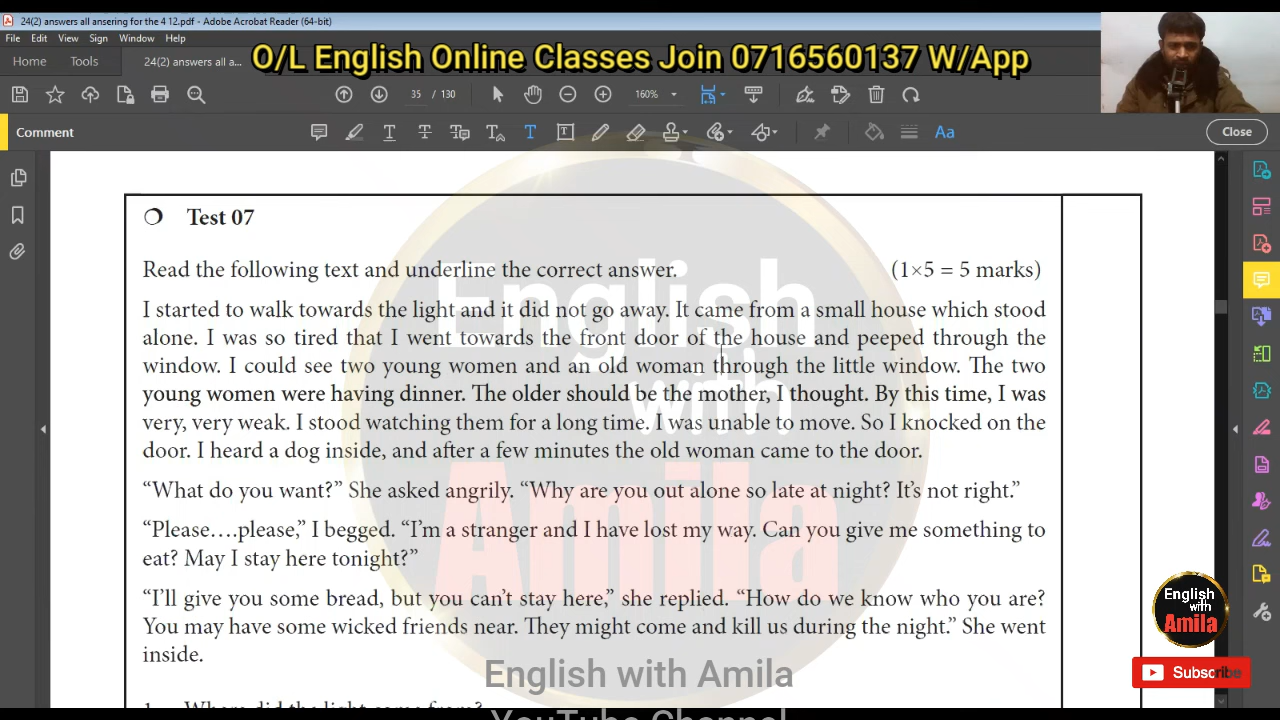 24(2) answers all ansering for the 4 12.pdf - Adobe Acrobat Reader (64-bit)
File Edit View Sign Window Help
O/L English Online Classes Join 0716560137 W/App
Home Tools 24(2) answers all a...
35 / 130 160%
Comment
Close
Test 07
Read the following text and underline the correct answer. (1×5 = 5 marks)
I started to walk towards the light and it did not go away. It came from a small house which stood
alone. I was so tired that I went towards the front door of the house and peeped through the
window. I could see two young women and an old woman through the little window. The two
young women were having dinner. The older should be the mother, I thought. By this time, I was
very, very weak. I stood watching them for a long time. I was unable to move. So I knocked on the
door. I heard a dog inside, and after a few minutes the old woman came to the door.
“What do you want?” She asked angrily. “Why are you out alone so late at night? It's not right.”
“Please….please,” I begged. “I'm a stranger and I have lost my way. Can you give me something to
eat? May I stay here tonight?”
“I'll give you some bread, but you can't stay here,” she replied. “How do we know who you are?
You may have some wicked friends near. They might come and kill us during the night.” She went
inside.
1. Where did the light come from?
English
with
Amila
English with Amila
YouTube Channel
English
with
Amila
Subscribe